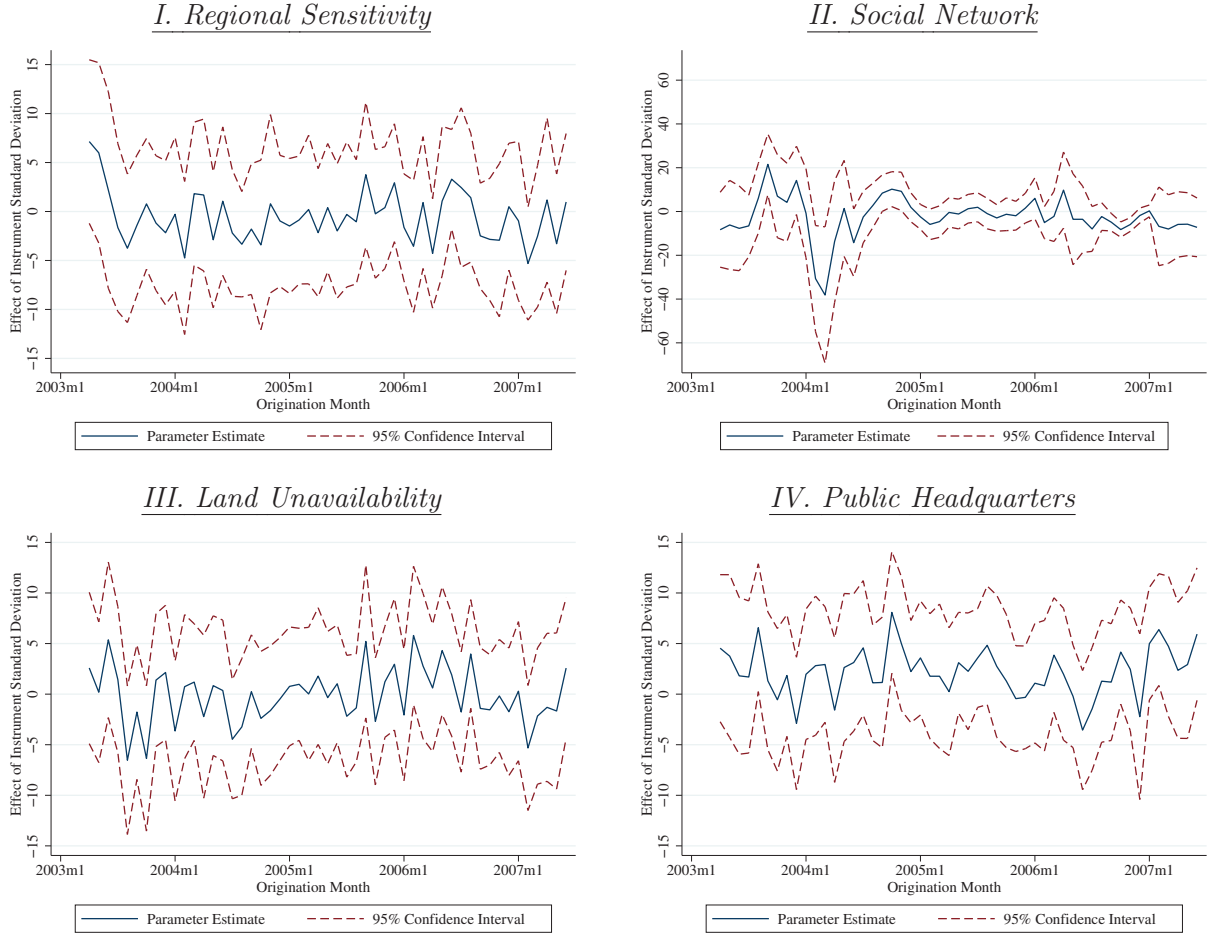 I. Regional Sensitivity
Effect of Instrument Standard Deviation
15
10
5
0
−5
−10
−15
2003m1 2004m1 2005m1 2006m1 2007m1
Origination Month
Parameter Estimate 95% Confidence Interval
II. Social Network
Effect of Instrument Standard Deviation
60
40
20
0
−20
−40
−60
2003m1 2004m1 2005m1 2006m1 2007m1
Origination Month
Parameter Estimate 95% Confidence Interval
III. Land Unavailability
Effect of Instrument Standard Deviation
15
10
5
0
−5
−10
−15
2003m1 2004m1 2005m1 2006m1 2007m1
Origination Month
Parameter Estimate 95% Confidence Interval
IV. Public Headquarters
Effect of Instrument Standard Deviation
15
10
5
0
−5
−10
−15
2003m1 2004m1 2005m1 2006m1 2007m1
Origination Month
Parameter Estimate 95% Confidence Interval